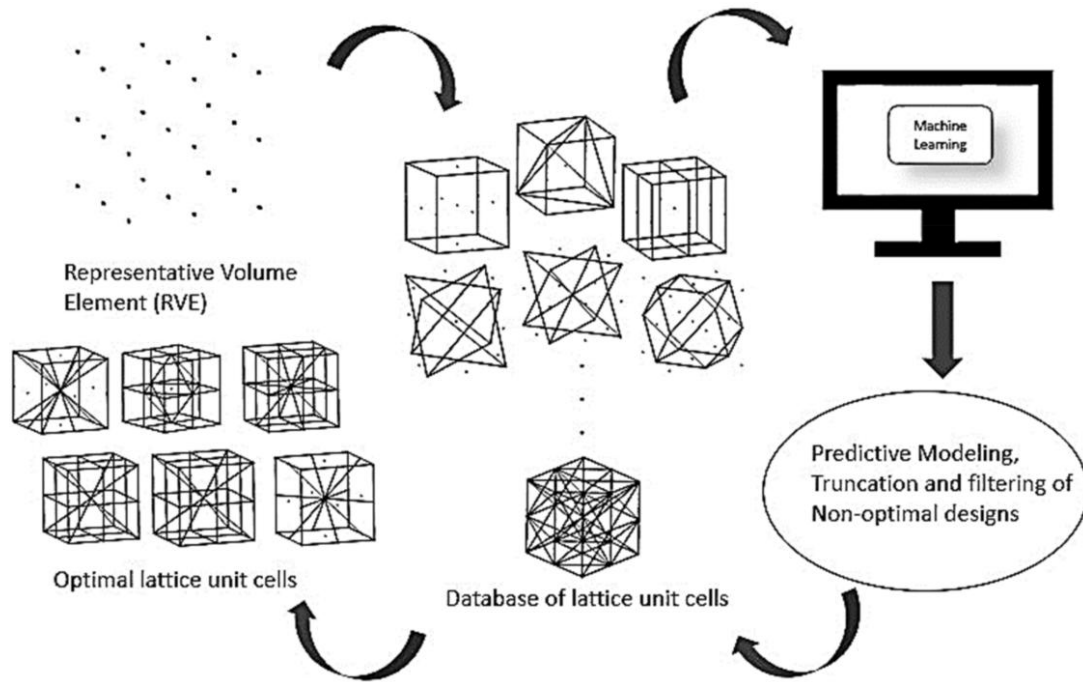 Machine
Learning
Representative Volume
Element (RVE)
Predictive Modeling,
Truncation and filtering of
Non-optimal designs
Optimal lattice unit cells
Database of lattice unit cells